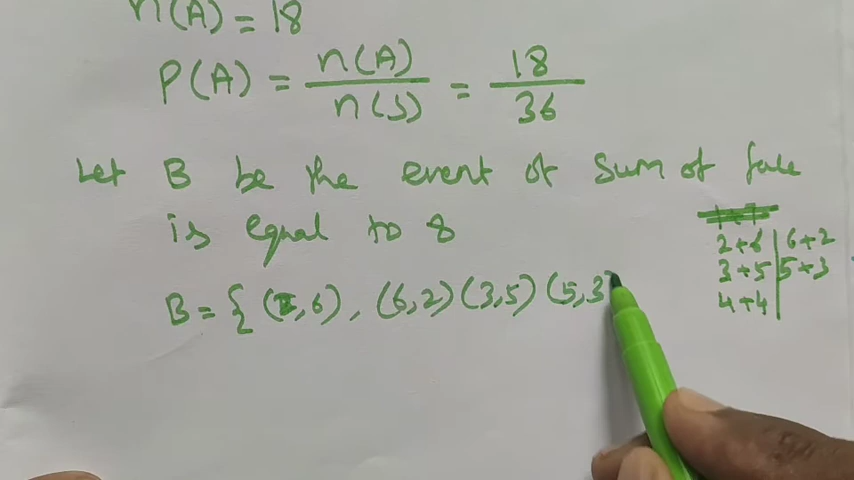 n(A) = 18
P(A) = n(A) / n(S) = 18 / 36
Let B be the event of Sum of face
is equal to 8
B = { (2,6), (6,2) (3,5) (5,3
2+6 | 6+2
3+5 | 5+3
4+4